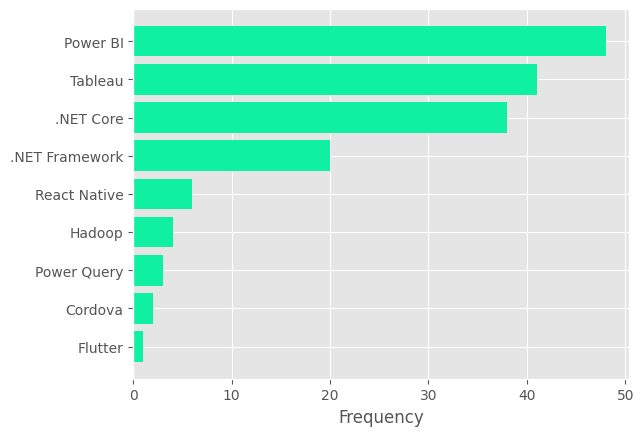 Power BI
Tableau
.NET Core
.NET Framework
React Native
Hadoop
Power Query
Cordova
Flutter
0 10 20 30 40 50
Frequency